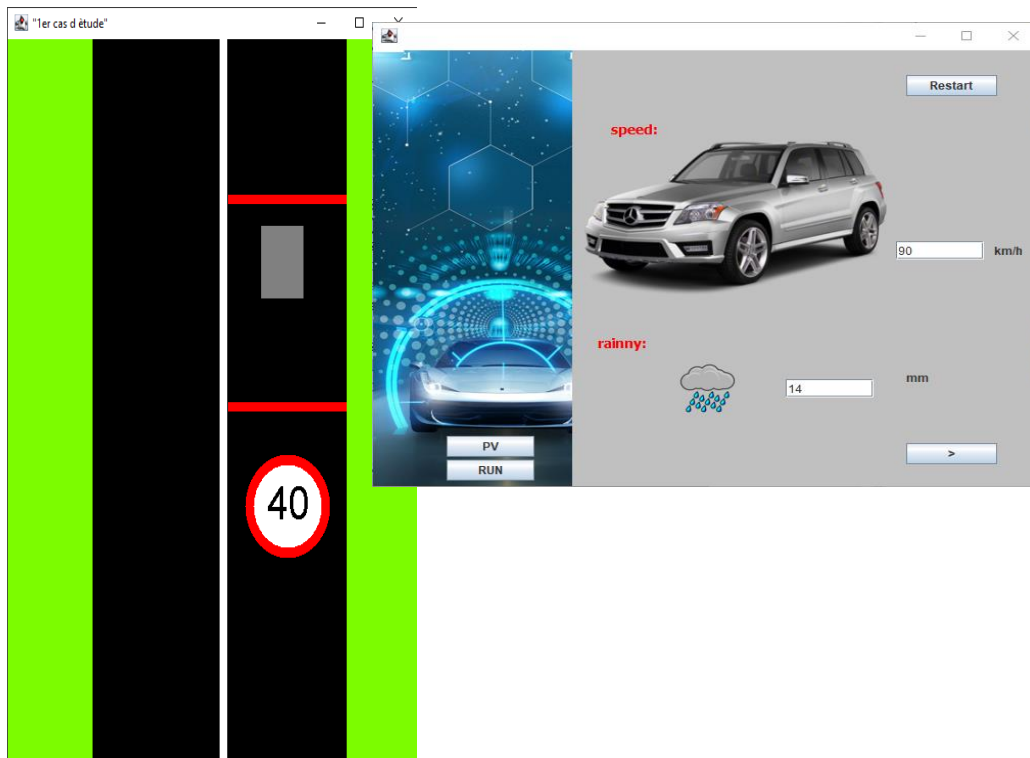 "1er cas d étude"
40
Restart
speed:
90
km/h
rainny:
14
mm
PV
RUN
>